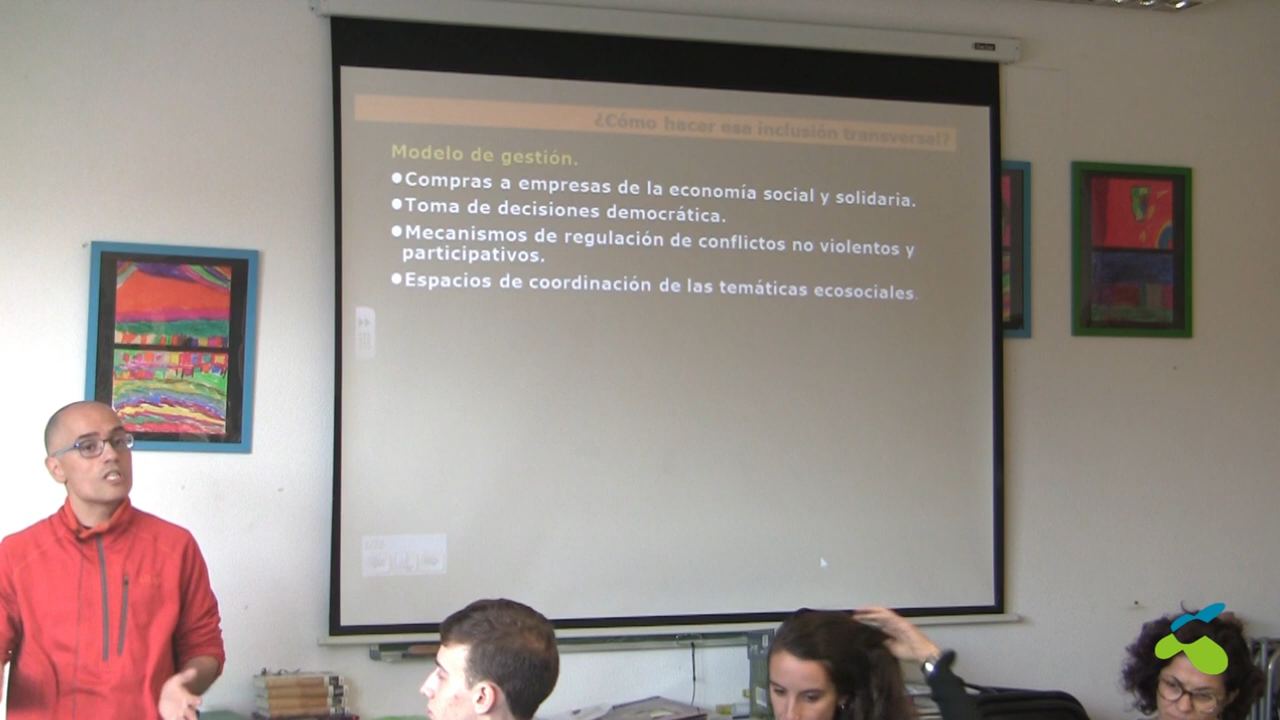 ¿Cómo hacer esa inclusión transversal?
Modelo de gestión.
●Compras a empresas de la economía social y solidaria.
●Toma de decisiones democrática.
●Mecanismos de regulación de conflictos no violentos y
participativos.
●Espacios de coordinación de las temáticas ecosociales.